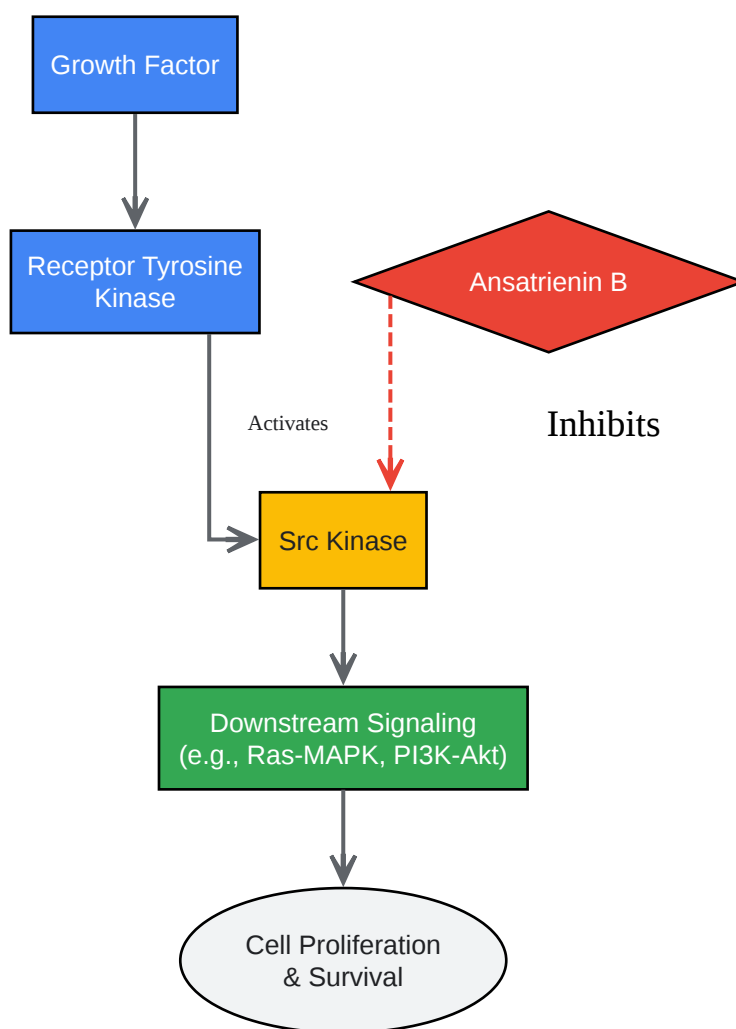 Growth Factor
Receptor Tyrosine
Kinase
Ansatrienin B
Activates
Inhibits
Src Kinase
Downstream Signaling
(e.g., Ras-MAPK, PI3K-Akt)
Cell Proliferation
& Survival